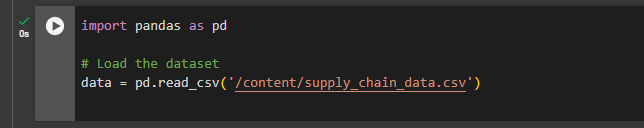 import pandas as pd
0s
# Load the dataset
data = pd.read_csv('/content/supply_chain_data.csv')